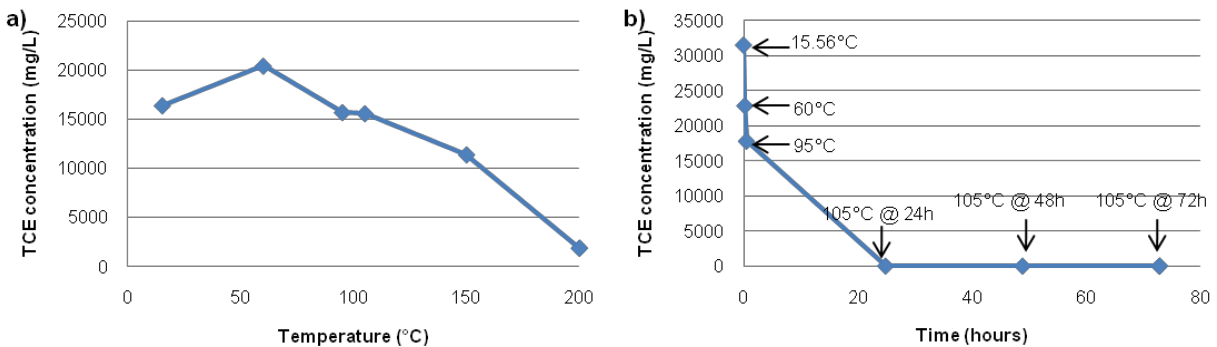 a)
TCE concentration (mg/L)
25000
20000
15000
10000
5000
0
0 50 100 150 200
Temperature (°C)
b)
TCE concentration (mg/L)
35000
30000
25000
20000
15000
10000
5000
0
15.56°C
60°C
95°C
105°C @ 24h
105°C @ 48h
105°C @ 72h
0 20 40 60 80
Time (hours)